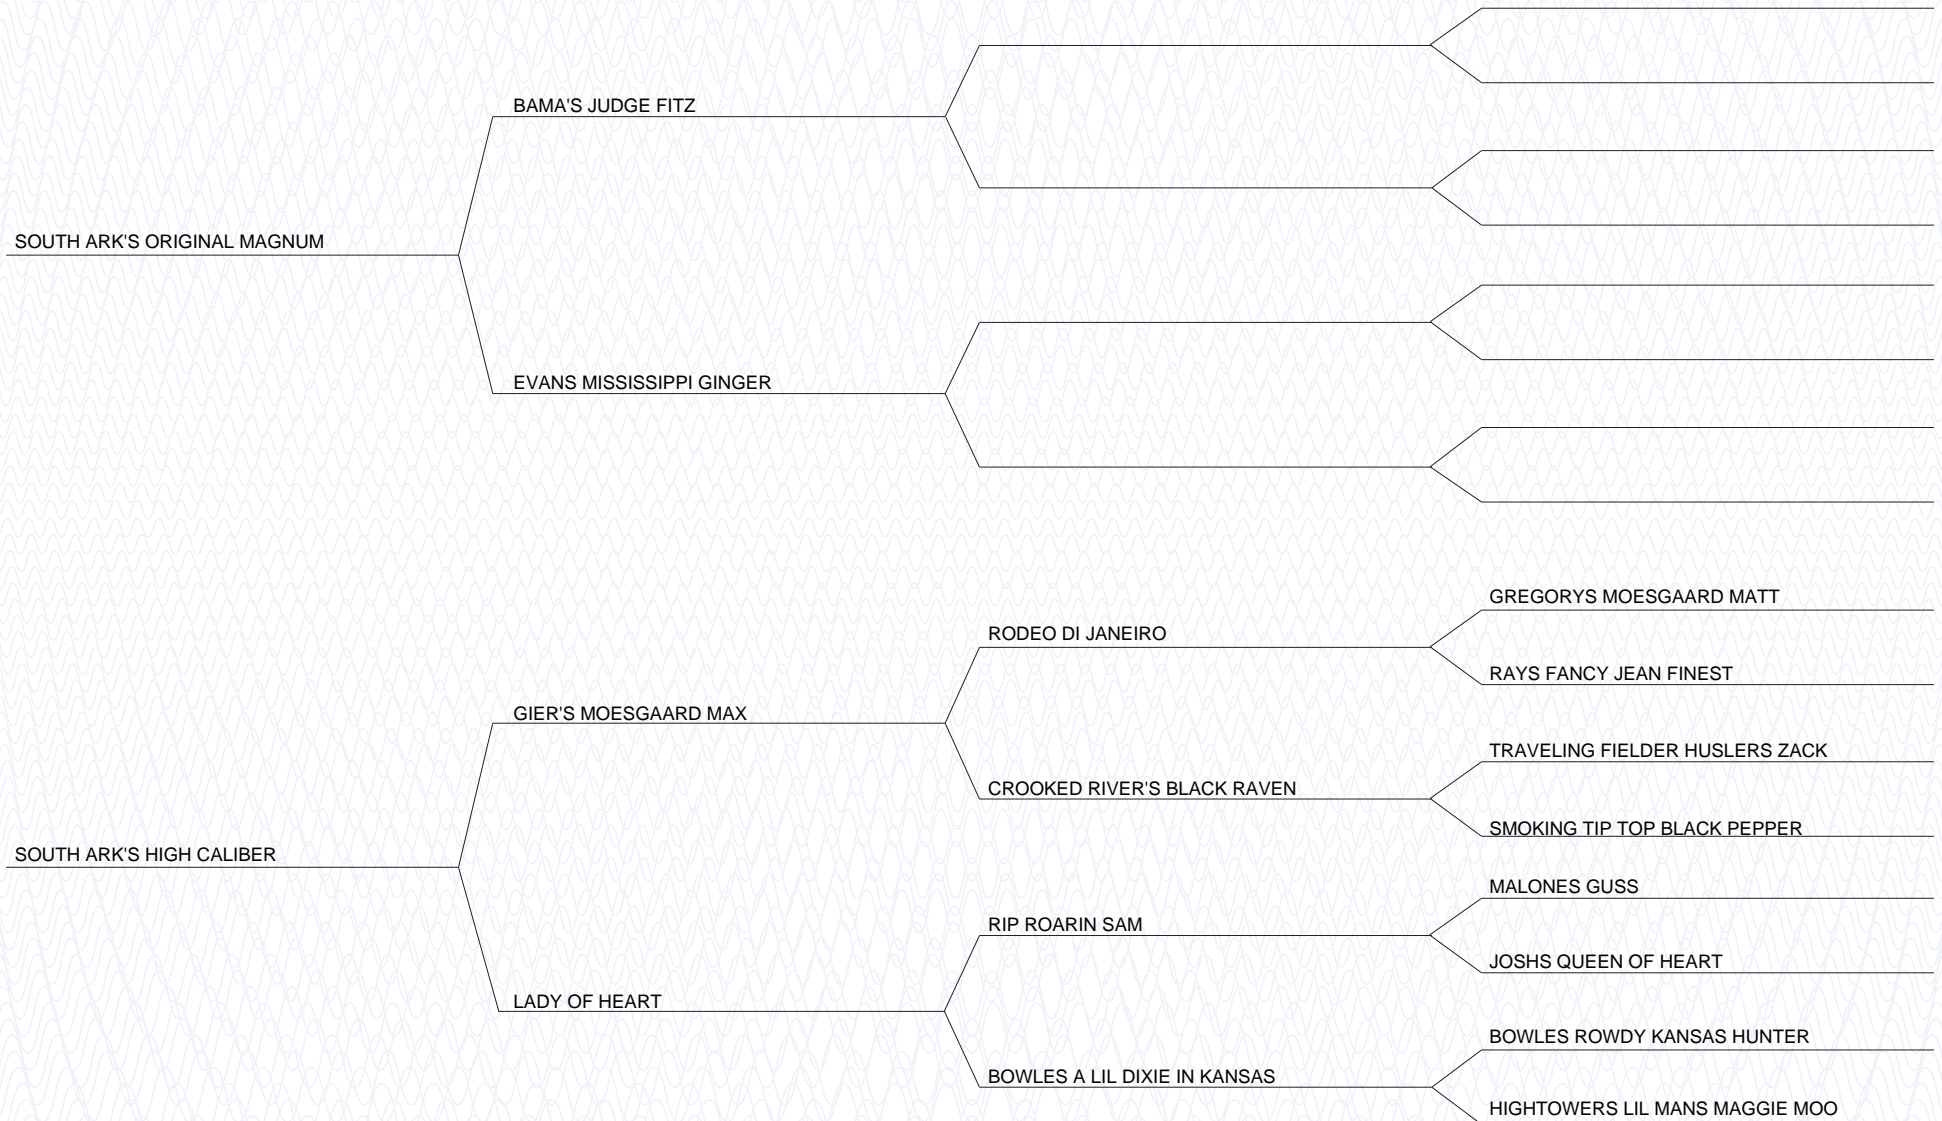 BAMA'S JUDGE FITZ
SOUTH ARK'S ORIGINAL MAGNUM
EVANS MISSISSIPPI GINGER
GREGORYS MOESGAARD MATT
RODEO DI JANEIRO
RAYS FANCY JEAN FINEST
GIER'S MOESGAARD MAX
TRAVELING FIELDER HUSLERS ZACK
CROOKED RIVER'S BLACK RAVEN
SMOKING TIP TOP BLACK PEPPER
SOUTH ARK'S HIGH CALIBER
MALONES GUSS
RIP ROARIN SAM
JOSHS QUEEN OF HEART
LADY OF HEART
BOWLES ROWDY KANSAS HUNTER
BOWLES A LIL DIXIE IN KANSAS
HIGHTOWERS LIL MANS MAGGIE MOO